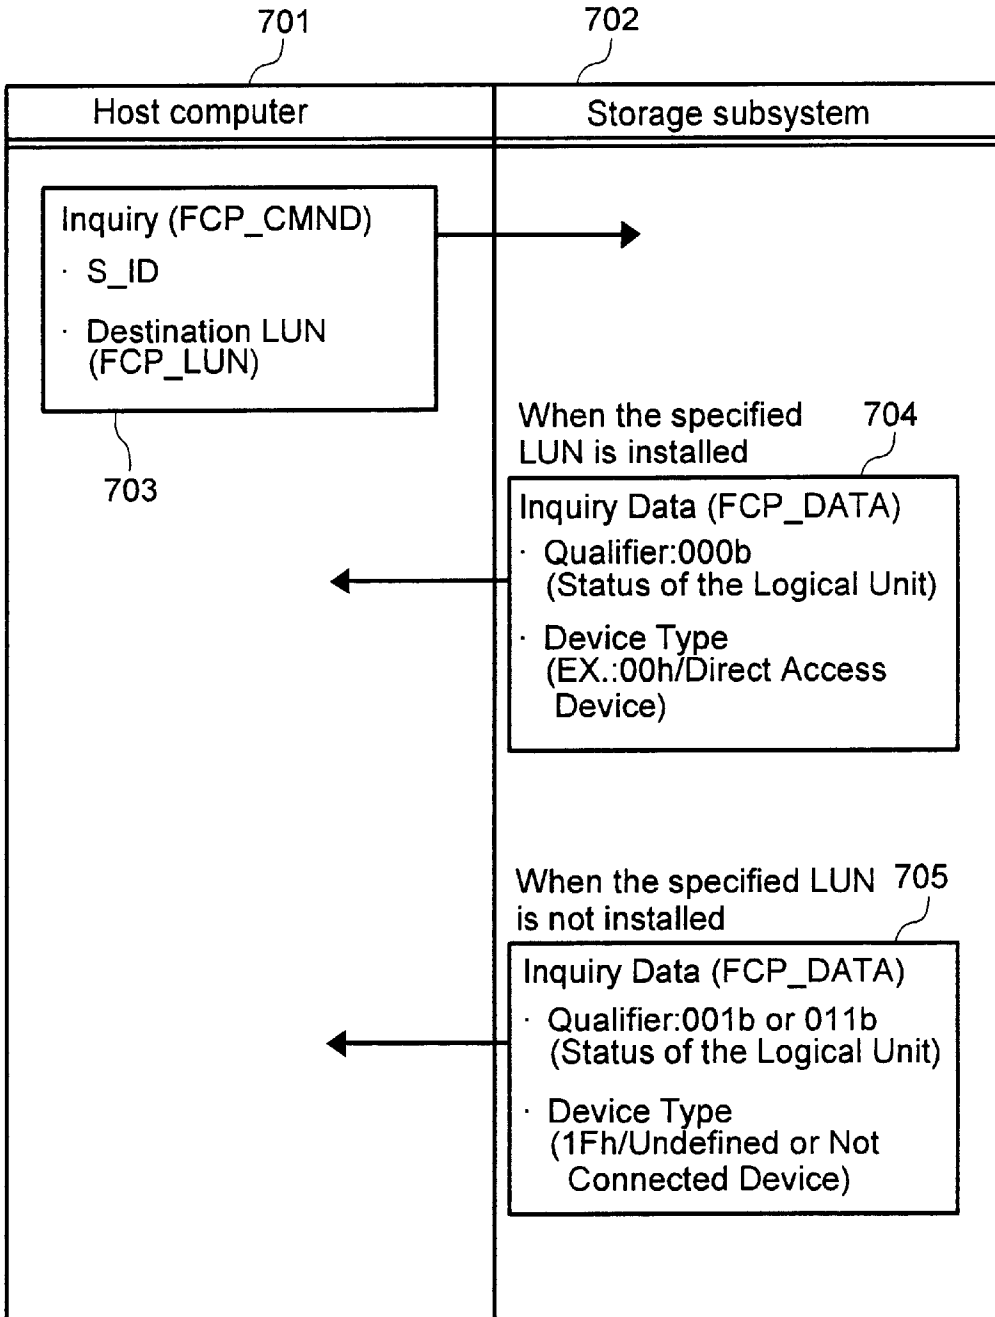 701
702
Host computer
Storage subsystem
Inquiry (FCP_CMND)
· S_ID
· Destination LUN
(FCP_LUN)
703
When the specified
LUN is installed
704
Inquiry Data (FCP_DATA)
· Qualifier:000b
(Status of the Logical Unit)
· Device Type
(EX.:00h/Direct Access
Device)
When the specified LUN
is not installed
705
Inquiry Data (FCP_DATA)
· Qualifier:001b or 011b
(Status of the Logical Unit)
· Device Type
(1Fh/Undefined or Not
Connected Device)